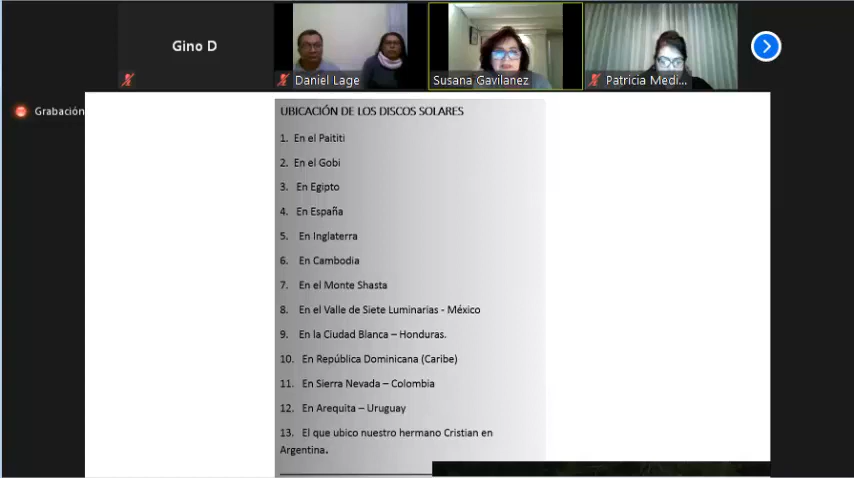 Gino D
Daniel Lage
Susana Gavilanez
Patricia Medi...
Grabación
UBICACIÓN DE LOS DISCOS SOLARES
1. En el Paititi
2. En el Gobi
3. En Egipto
4. En España
5. En Inglaterra
6. En Cambodia
7. En el Monte Shasta
8. En el Valle de Siete Luminarias - México
9. En la Ciudad Blanca – Honduras.
10. En República Dominicana (Caribe)
11. En Sierra Nevada – Colombia
12. En Arequita – Uruguay
13. El que ubico nuestro hermano Cristian en
Argentina.